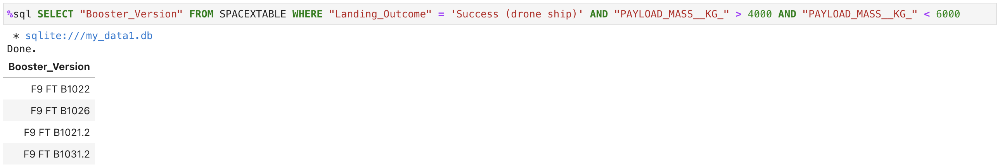 %sql SELECT "Booster_Version" FROM SPACEXTABLE WHERE "Landing_Outcome" = 'Success (drone ship)' AND "PAYLOAD_MASS__KG_" > 4000 AND "PAYLOAD_MASS__KG_" < 6000
* sqlite:///my_data1.db
Done.
Booster_Version
F9 FT B1022
F9 FT B1026
F9 FT B1021.2
F9 FT B1031.2